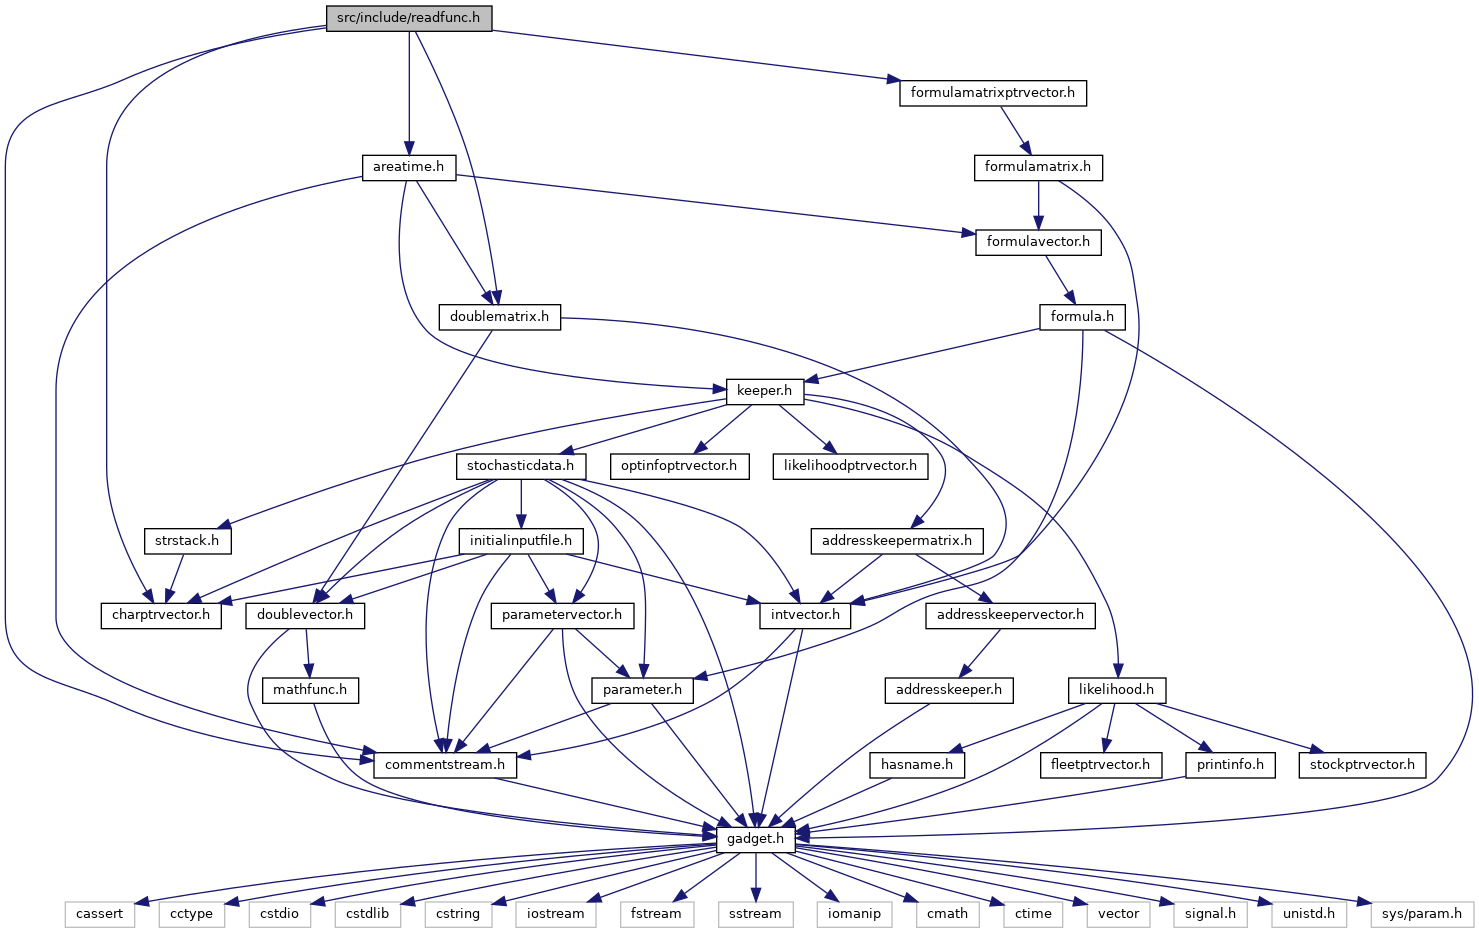 src/include/readfunc.h
formulamatrixptrvector.h
areatime.h
formulamatrix.h
formulavector.h
doublematrix.h
formula.h
keeper.h
stochasticdata.h
optinfoptrvector.h
likelihoodptrvector.h
strstack.h
initialinputfile.h
addresskeepermatrix.h
charptrvector.h
doublevector.h
parametervector.h
intvector.h
addresskeepervector.h
mathfunc.h
parameter.h
addresskeeper.h
likelihood.h
commentstream.h
hasname.h
fleetptrvector.h
printinfo.h
stockptrvector.h
gadget.h
cassert
cctype
cstdio
cstdlib
cstring
iostream
fstream
sstream
iomanip
cmath
ctime
vector
signal.h
unistd.h
sys/param.h